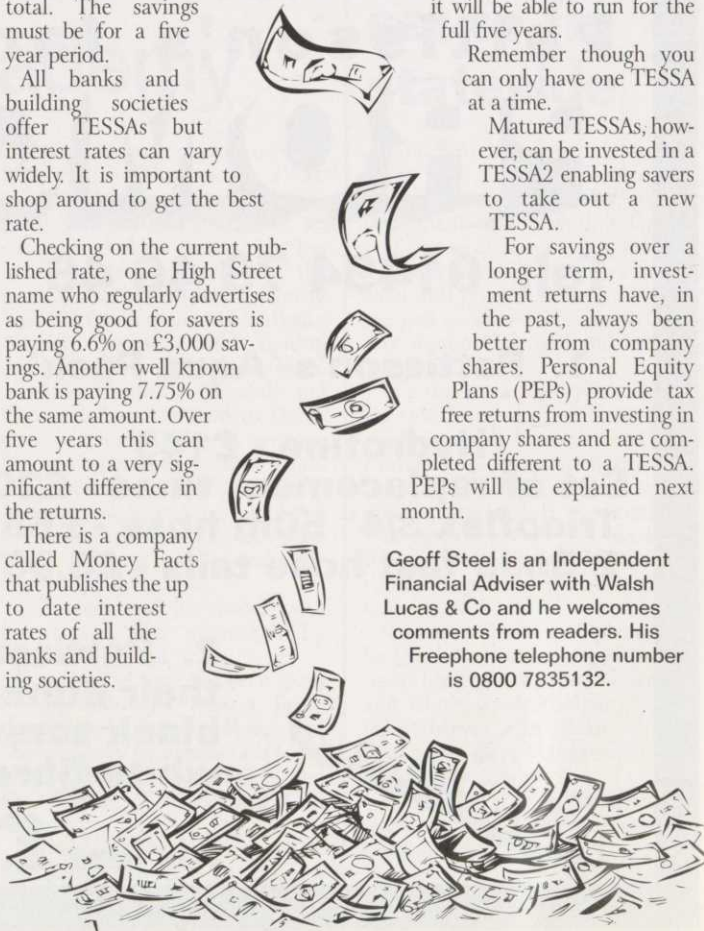 total. The savings
must be for a five
year period.
All banks and
building societies
offer TESSAs but
interest rates can vary
widely. It is important to
shop around to get the best
rate.
Checking on the current pub-
lished rate, one High Street
name who regularly advertises
as being good for savers is
paying 6.6% on £3,000 sav-
ings. Another well known
bank is paying 7.75% on
the same amount. Over
five years this can
amount to a very sig-
nificant difference in
the returns.
There is a company
called Money Facts
that publishes the up
to date interest
rates of all the
banks and build-
ing societies.
it will be able to run for the
full five years.
Remember though you
can only have one TESSA
at a time.
Matured TESSAs, how-
ever, can be invested in a
TESSA2 enabling savers
to take out a new
TESSA.
For savings over a
longer term, invest-
ment returns have, in
the past, always been
better from company
shares. Personal Equity
Plans (PEPs) provide tax
free returns from investing in
company shares and are com-
pleted different to a TESSA.
PEPs will be explained next
month.
Geoff Steel is an Independent
Financial Adviser with Walsh
Lucas & Co and he welcomes
comments from readers. His
Freephone telephone number
is 0800 7835132.